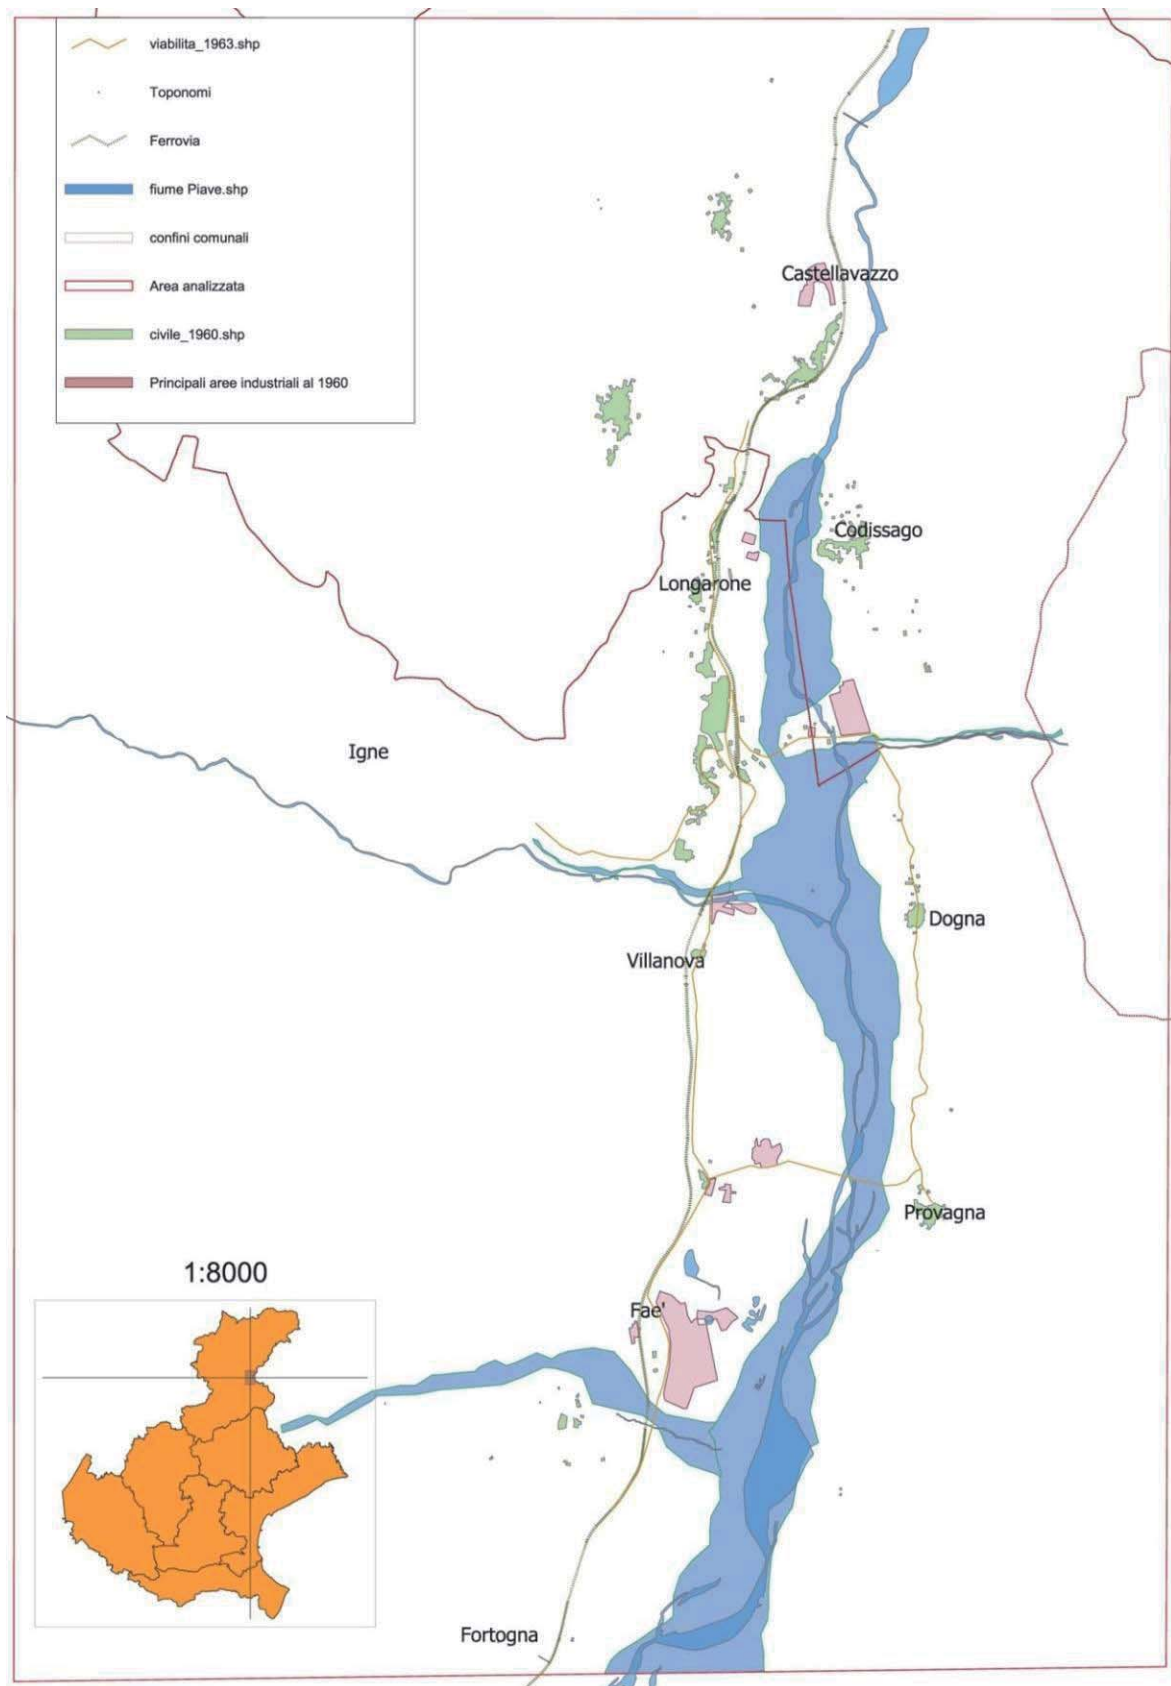 viabilita_1963.shp
Toponomi
Ferrovia
fiume Piave.shp
confini comunali
Area analizzata
civile_1960.shp
Principali aree industriali al 1960
Castellavazzo
Codissago
Longarone
Igne
Dogna
Villanova
Provagna
1:8000
Fae'
Fortogna